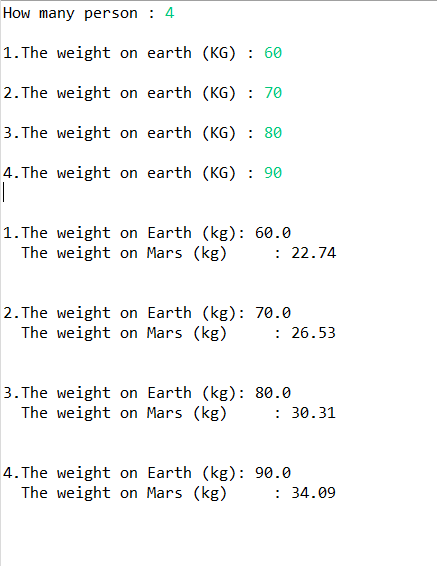 How many person : 4
1.The weight on earth (KG) : 60
2.The weight on earth (KG) : 70
3.The weight on earth (KG) : 80
4.The weight on earth (KG) : 90
1.The weight on Earth (kg): 60.0
The weight on Mars (kg)     : 22.74
2.The weight on Earth (kg): 70.0
The weight on Mars (kg)     : 26.53
3.The weight on Earth (kg): 80.0
The weight on Mars (kg)     : 30.31
4.The weight on Earth (kg): 90.0
The weight on Mars (kg)     : 34.09